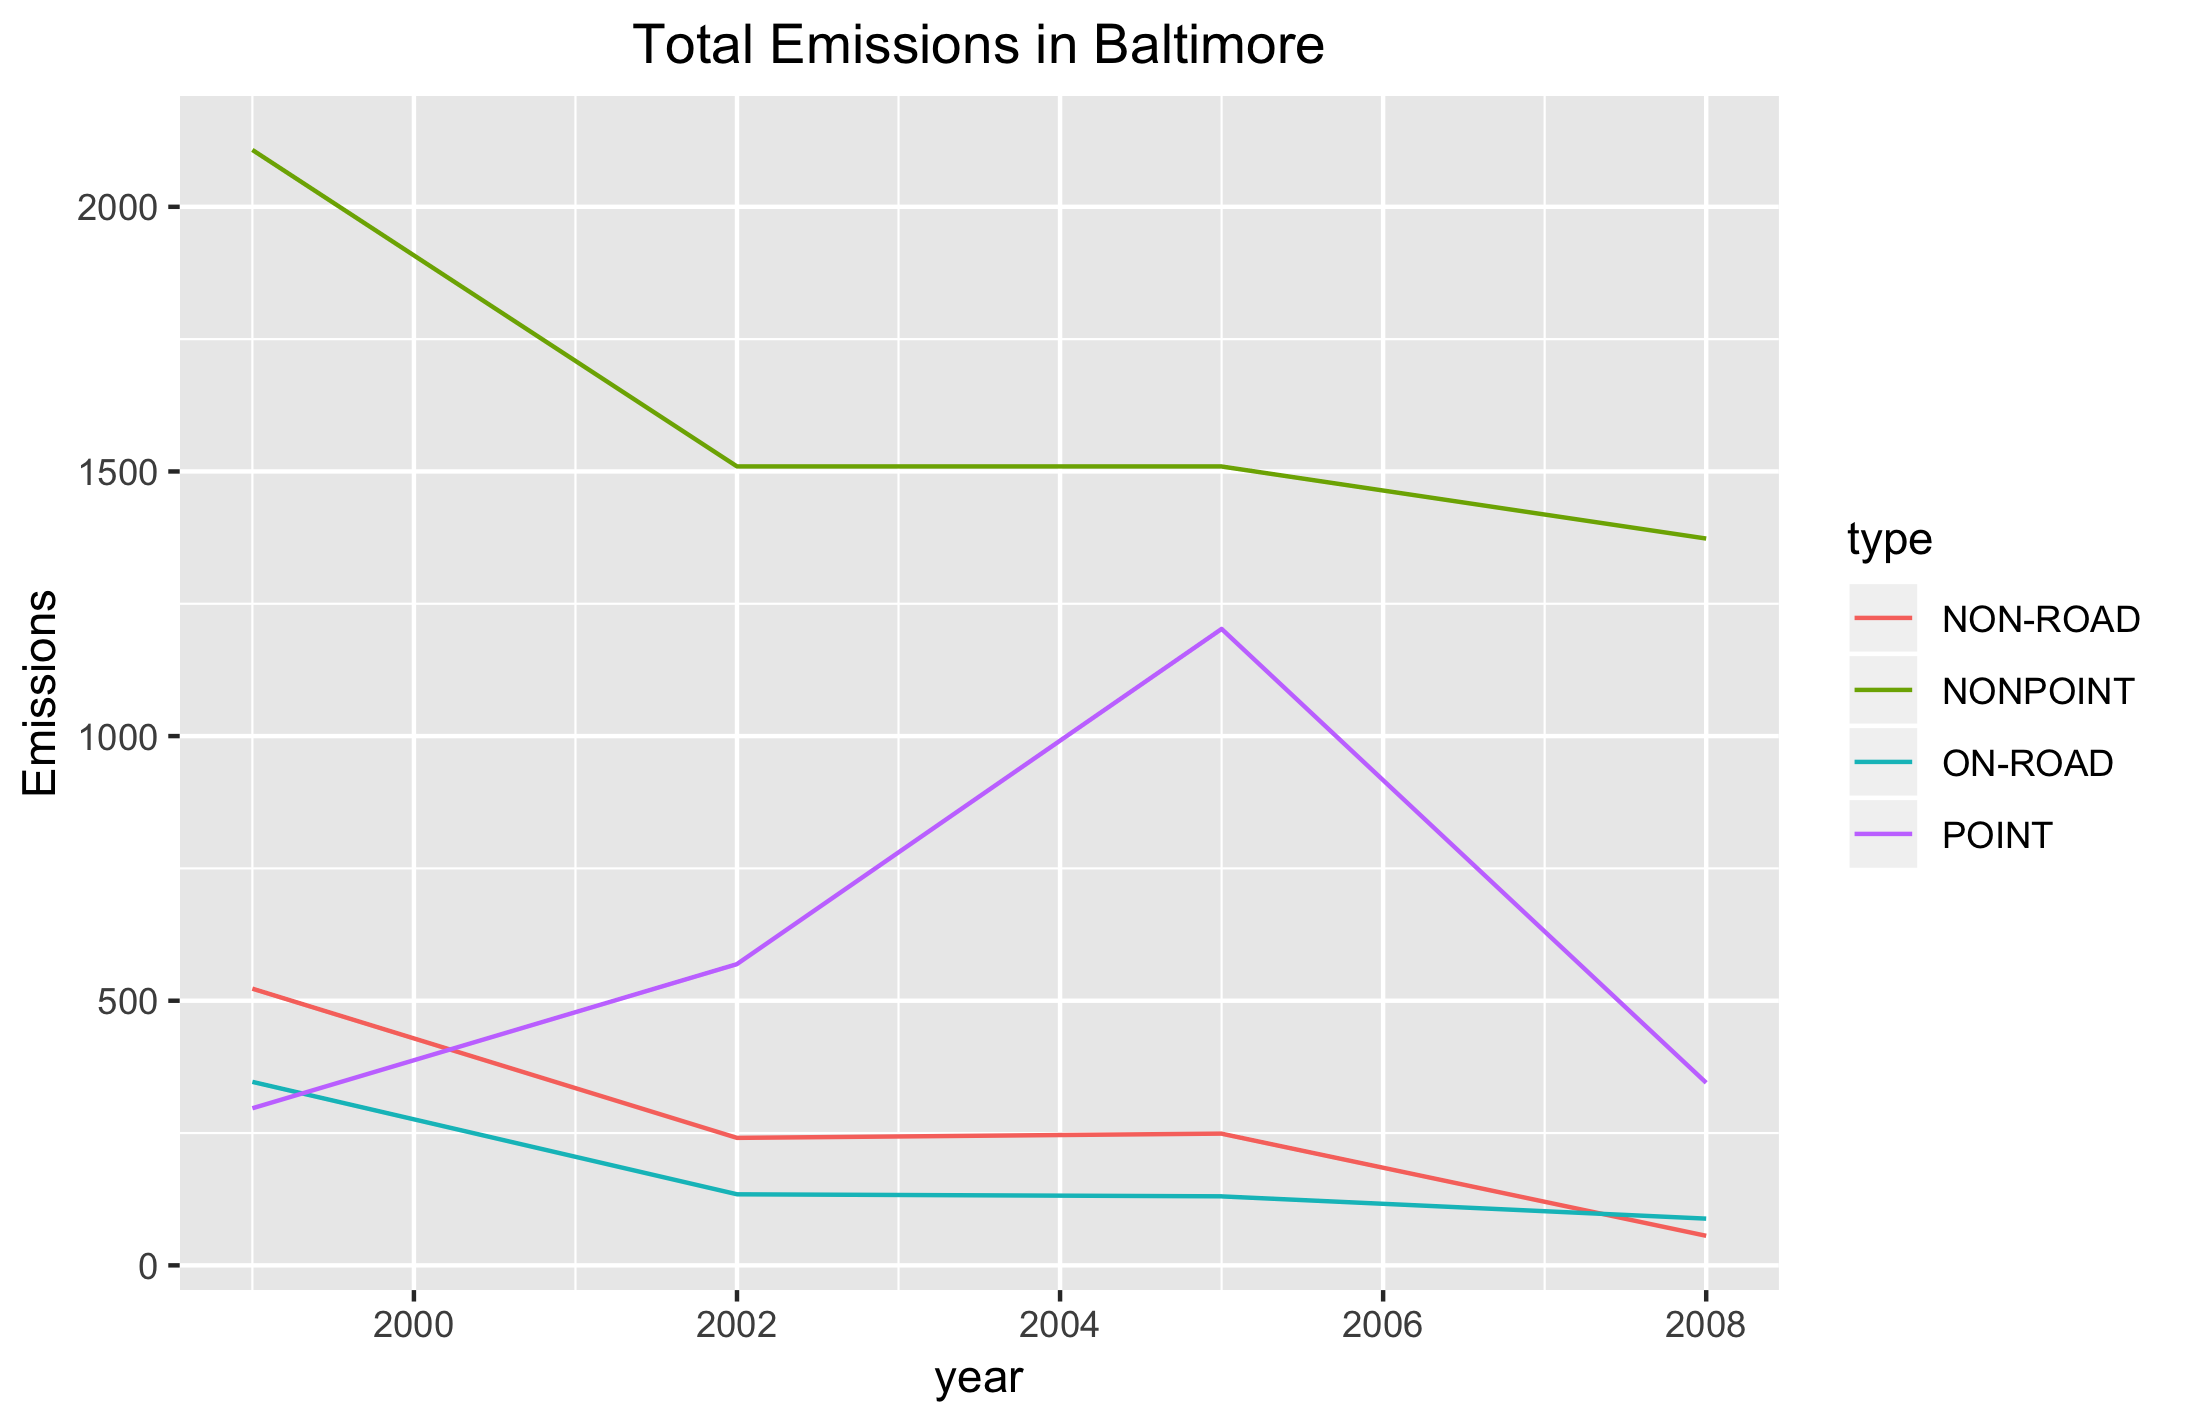 Total Emissions in Baltimore
Emissions
2000
1500
1000
500
0
2000 2002 2004 2006 2008
year
type
NON-ROAD
NONPOINT
ON-ROAD
POINT